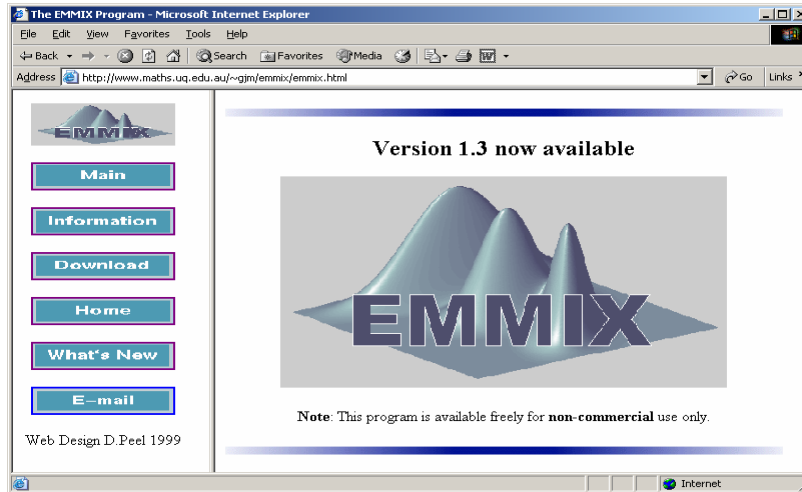 The EMMIX Program - Microsoft Internet Explorer
File Edit View Favorites Tools Help
Back Search Favorites Media
Address http://www.maths.uq.edu.au/~gjm/emmix/emmix.html Go Links
EMMIX
Main
Information
Download
Home
What's New
E-mail
Web Design D.Peel 1999
Version 1.3 now available
EMMIX
Note: This program is available freely for non-commercial use only.
Internet